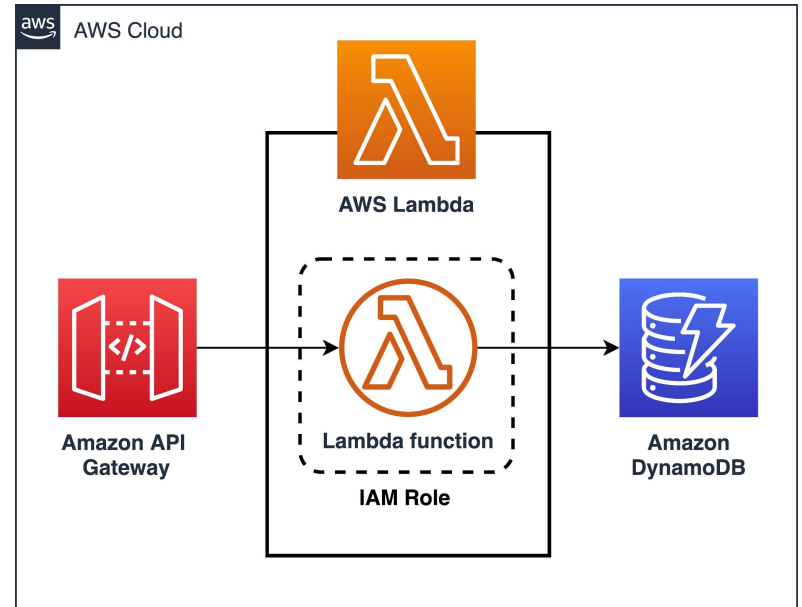 aws
AWS Cloud
AWS Lambda
</>
Lambda function
IAM Role
Amazon API
Gateway
Amazon
DynamoDB